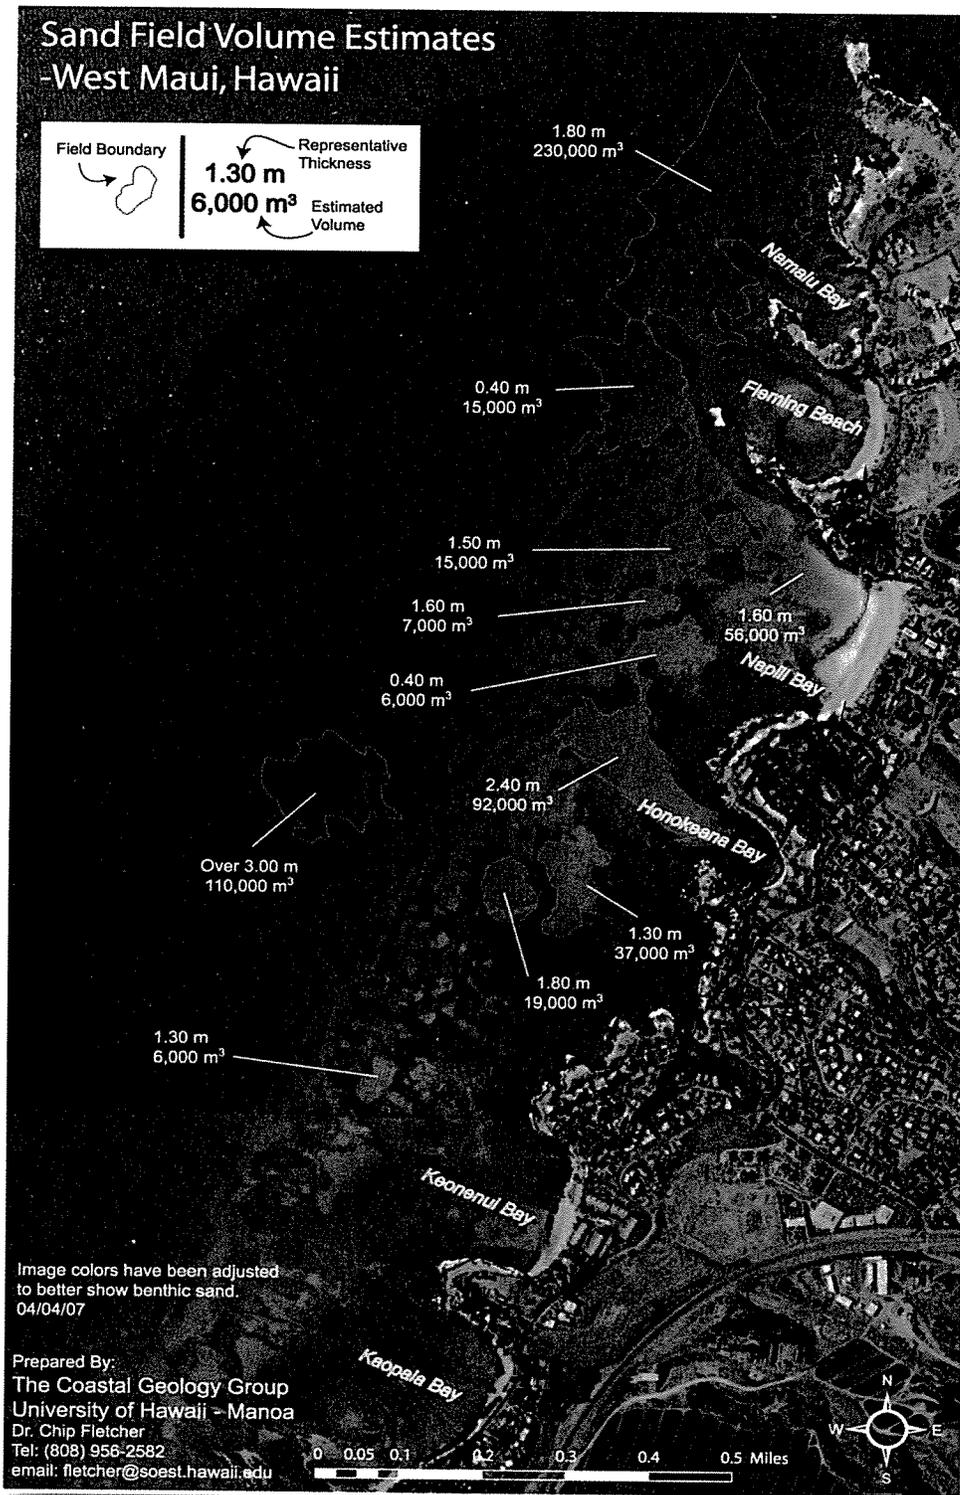 Sand Field Volume Estimates
-West Maui, Hawaii
Field Boundary
Representative
Thickness
1.30 m
6,000 m³
Estimated
Volume
1.80 m
230,000 m³
Namalu Bay
0.40 m
15,000 m³
Fleming Beach
1.50 m
15,000 m³
1.60 m
7,000 m³
1.60 m
56,000 m³
0.40 m
6,000 m³
Napili Bay
2.40 m
92,000 m³
Honokeana Bay
Over 3.00 m
110,000 m³
1.30 m
37,000 m³
1.80 m
19,000 m³
1.30 m
6,000 m³
Keonenui Bay
Image colors have been adjusted
to better show benthic sand.
04/04/07
Kaopala Bay
Prepared By:
The Coastal Geology Group
University of Hawaii - Manoa
Dr. Chip Fletcher
Tel: (808) 956-2582
email: fletcher@soest.hawaii.edu
N
W E
S
0 0.05 0.1 0.2 0.3 0.4 0.5 Miles